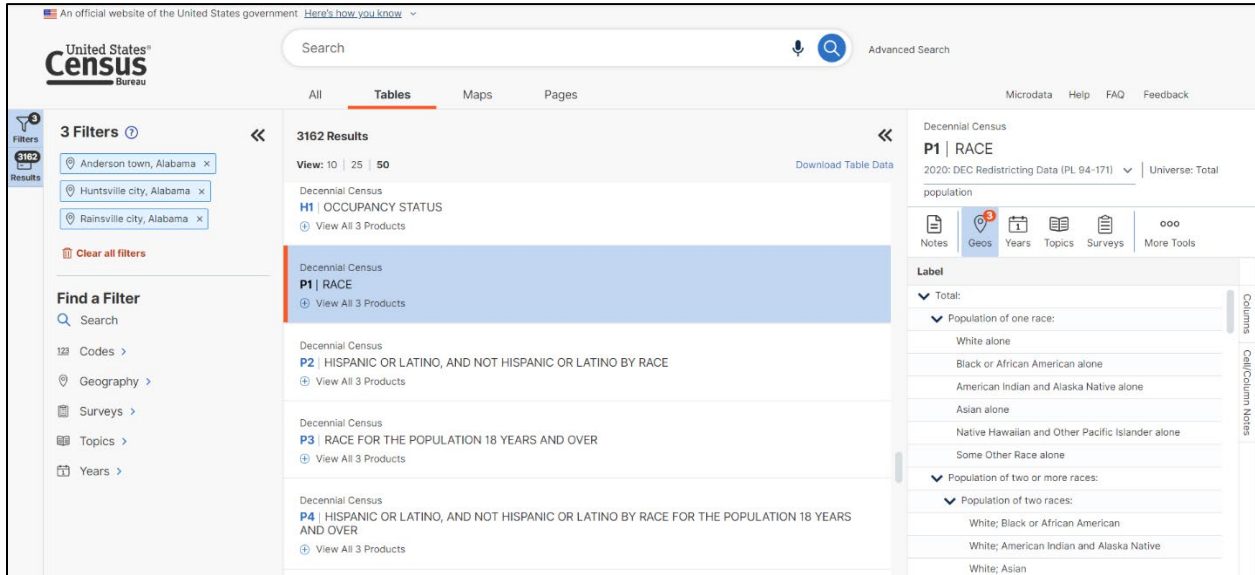 An official website of the United States government Here's how you know
United States®
Census
Bureau
Search
Advanced Search
All Tables Maps Pages
Microdata Help FAQ Feedback
3
Filters
3162
Results
3 Filters
Anderson town, Alabama ×
Huntsville city, Alabama ×
Rainsville city, Alabama ×
Clear all filters
Find a Filter
Search
123 Codes >
Geography >
Surveys >
Topics >
Years >
3162 Results
View: 10 | 25 | 50
Download Table Data
Decennial Census
H1 | OCCUPANCY STATUS
View All 3 Products
Decennial Census
P1 | RACE
View All 3 Products
Decennial Census
P2 | HISPANIC OR LATINO, AND NOT HISPANIC OR LATINO BY RACE
View All 3 Products
Decennial Census
P3 | RACE FOR THE POPULATION 18 YEARS AND OVER
View All 3 Products
Decennial Census
P4 | HISPANIC OR LATINO, AND NOT HISPANIC OR LATINO BY RACE FOR THE POPULATION 18 YEARS
AND OVER
View All 3 Products
Decennial Census
P1 | RACE
2020: DEC Redistricting Data (PL 94-171) | Universe: Total
population
3
1
Notes Geos Years Topics Surveys More Tools
Label
Total:
Population of one race:
White alone
Black or African American alone
American Indian and Alaska Native alone
Asian alone
Native Hawaiian and Other Pacific Islander alone
Some Other Race alone
Population of two or more races:
Population of two races:
White; Black or African American
White; American Indian and Alaska Native
White; Asian
Columns
Cell/Column Notes